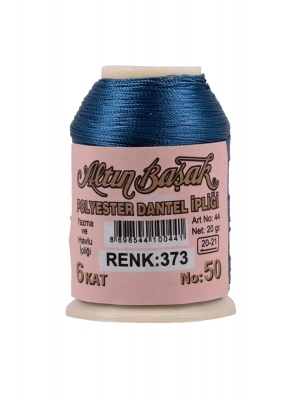 Altın Başak
POLYESTER DANTEL İPLİĞİ
Yazma
ve
Havlu
İpliği
Art No: 44
Net: 20 gr.
20-21
8698544100441
RENK:373
6 KAT
No: 50